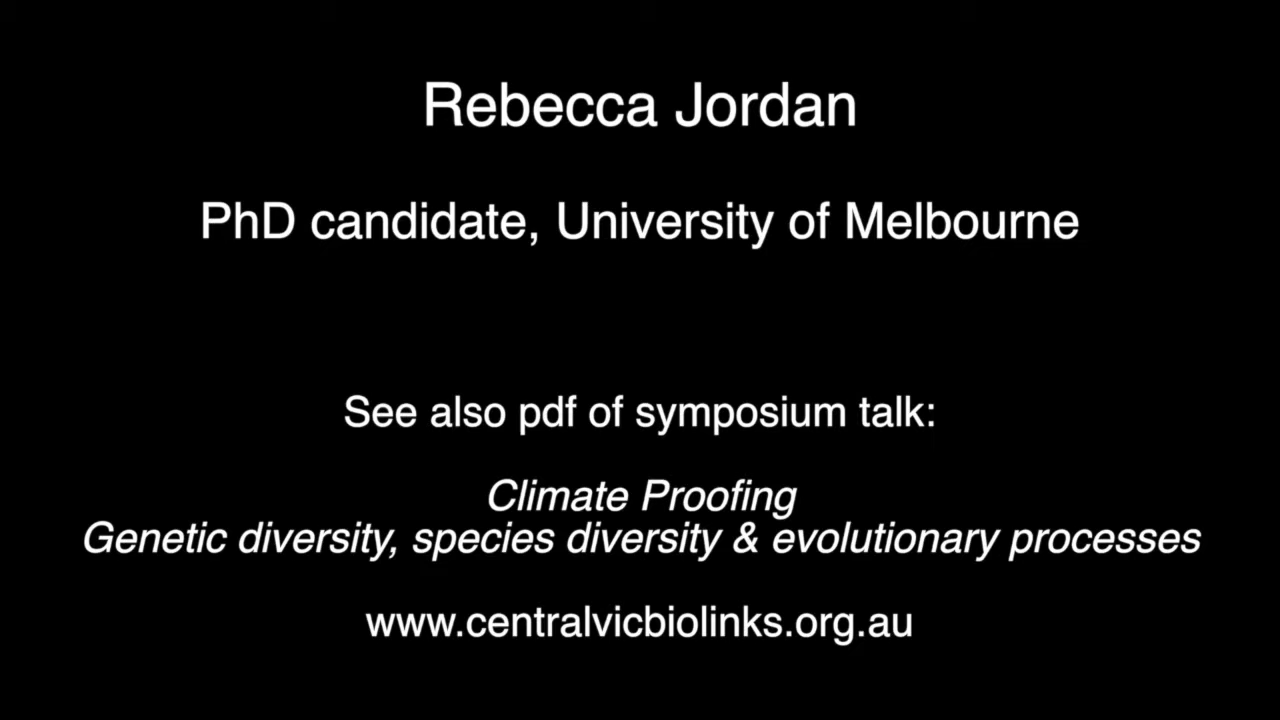 Rebecca Jordan
PhD candidate, University of Melbourne
See also pdf of symposium talk:
Climate Proofing
Genetic diversity, species diversity & evolutionary processes
www.centralvicbiolinks.org.au